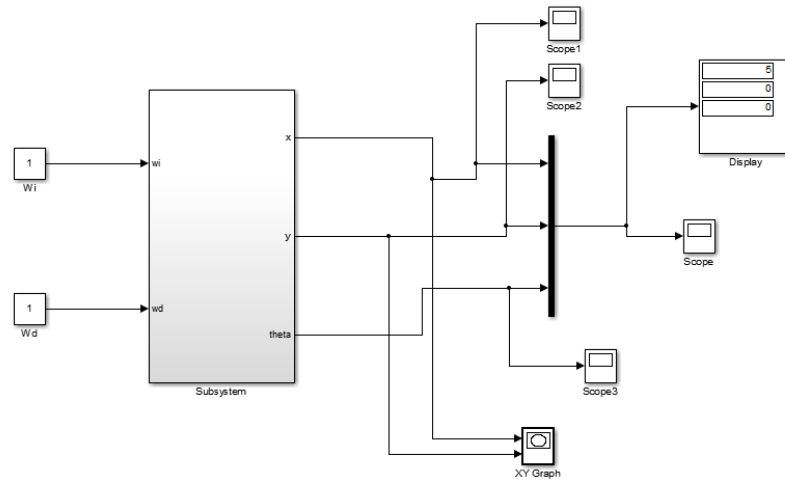 Scope1
Scope2
5
0
0
Display
x
1
wi
Wi
y
Scope
1
wd
Wd
theta
Subsystem
Scope3
XY Graph